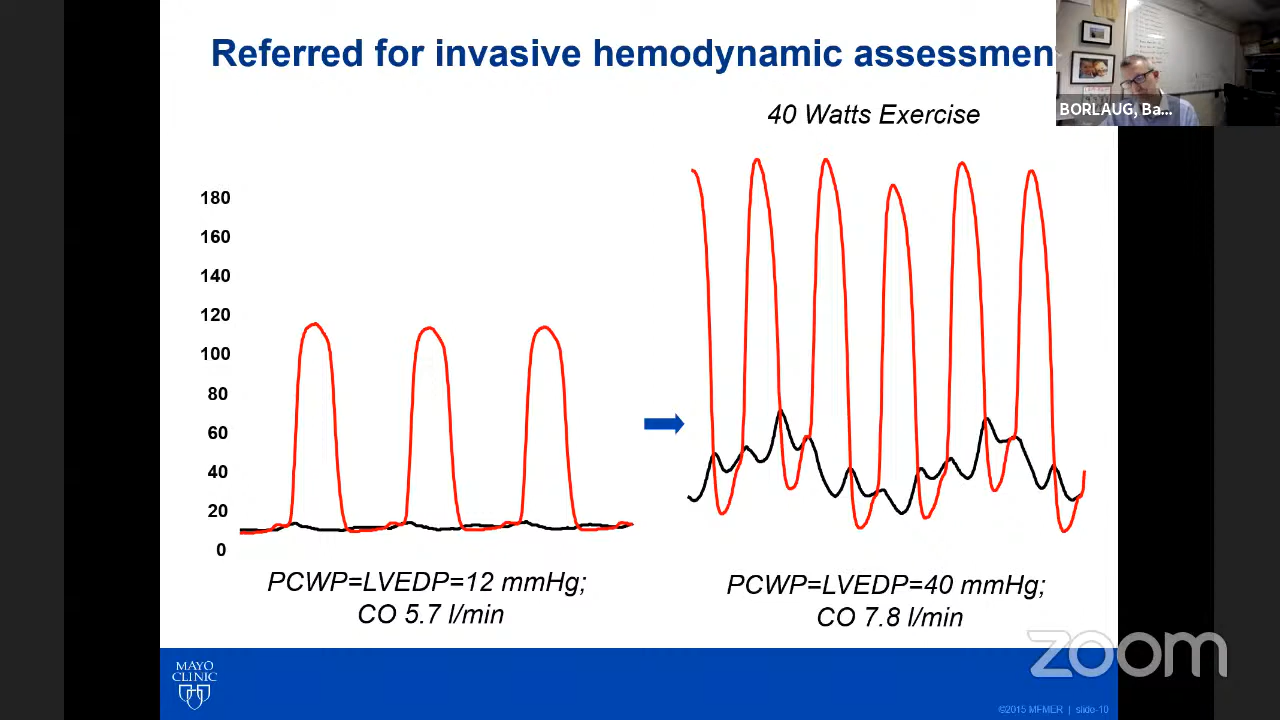 Referred for invasive hemodynamic assessmen
BORLAUG, Ba...
40 Watts Exercise
180
160
140
120
100
80
60
40
20
0
PCWP=LVEDP=12 mmHg;
CO 5.7 l/min
PCWP=LVEDP=40 mmHg;
CO 7.8 l/min
zoom
MAYO
CLINIC
©2015 MFMER | slide-10